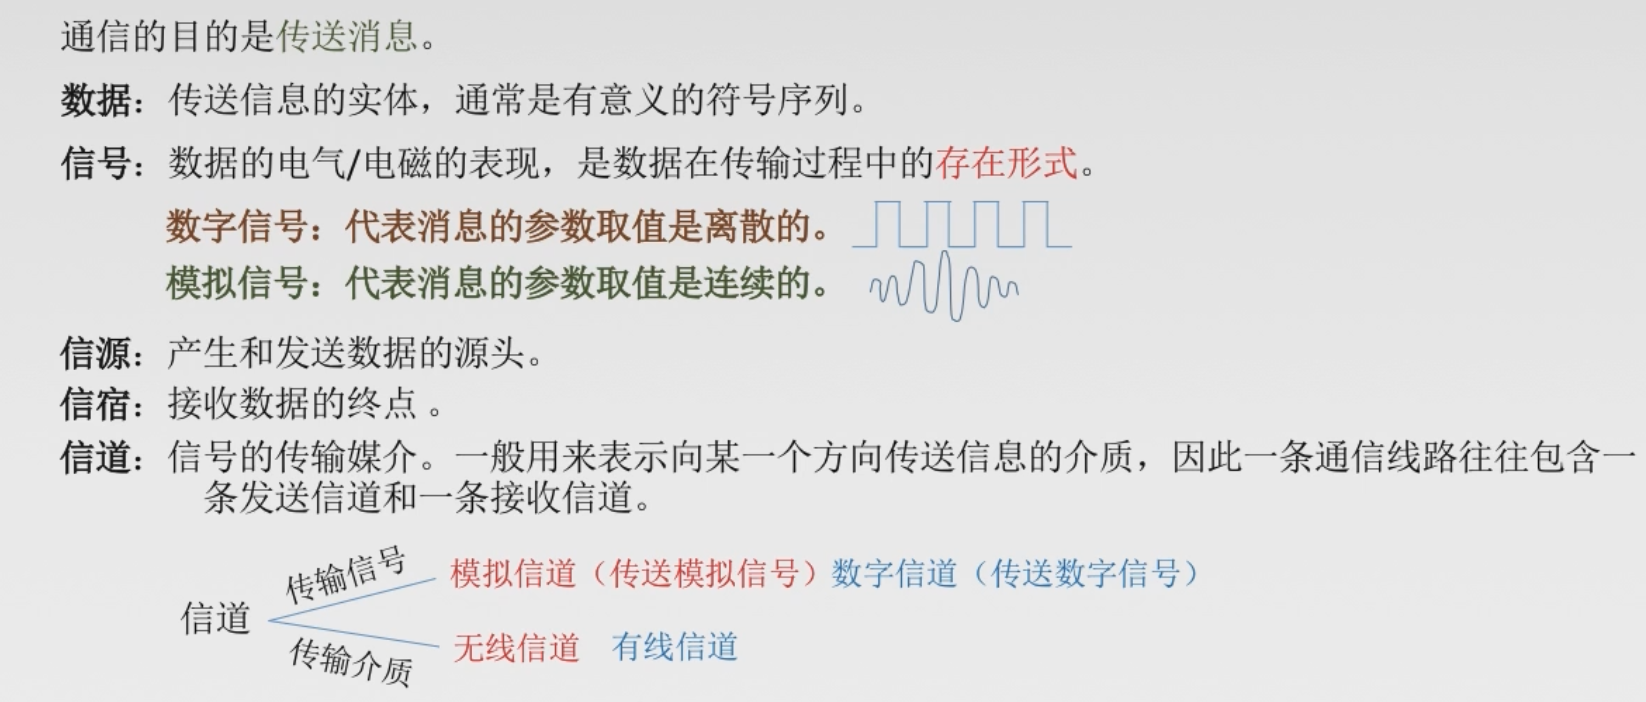 通信的目的是传送消息。
数据：传送信息的实体，通常是有意义的符号序列。
信号：数据的电气/电磁的表现，是数据在传输过程中的存在形式。
数字信号：代表消息的参数取值是离散的。
模拟信号：代表消息的参数取值是连续的。
信源：产生和发送数据的源头。
信宿：接收数据的终点 。
信道：信号的传输媒介。一般用来表示向某一个方向传送信息的介质，因此一条通信线路往往包含一
条发送信道和一条接收信道。
传输信号
模拟信道（传送模拟信号）数字信道（传送数字信号）
信道
传输介质
无线信道 有线信道